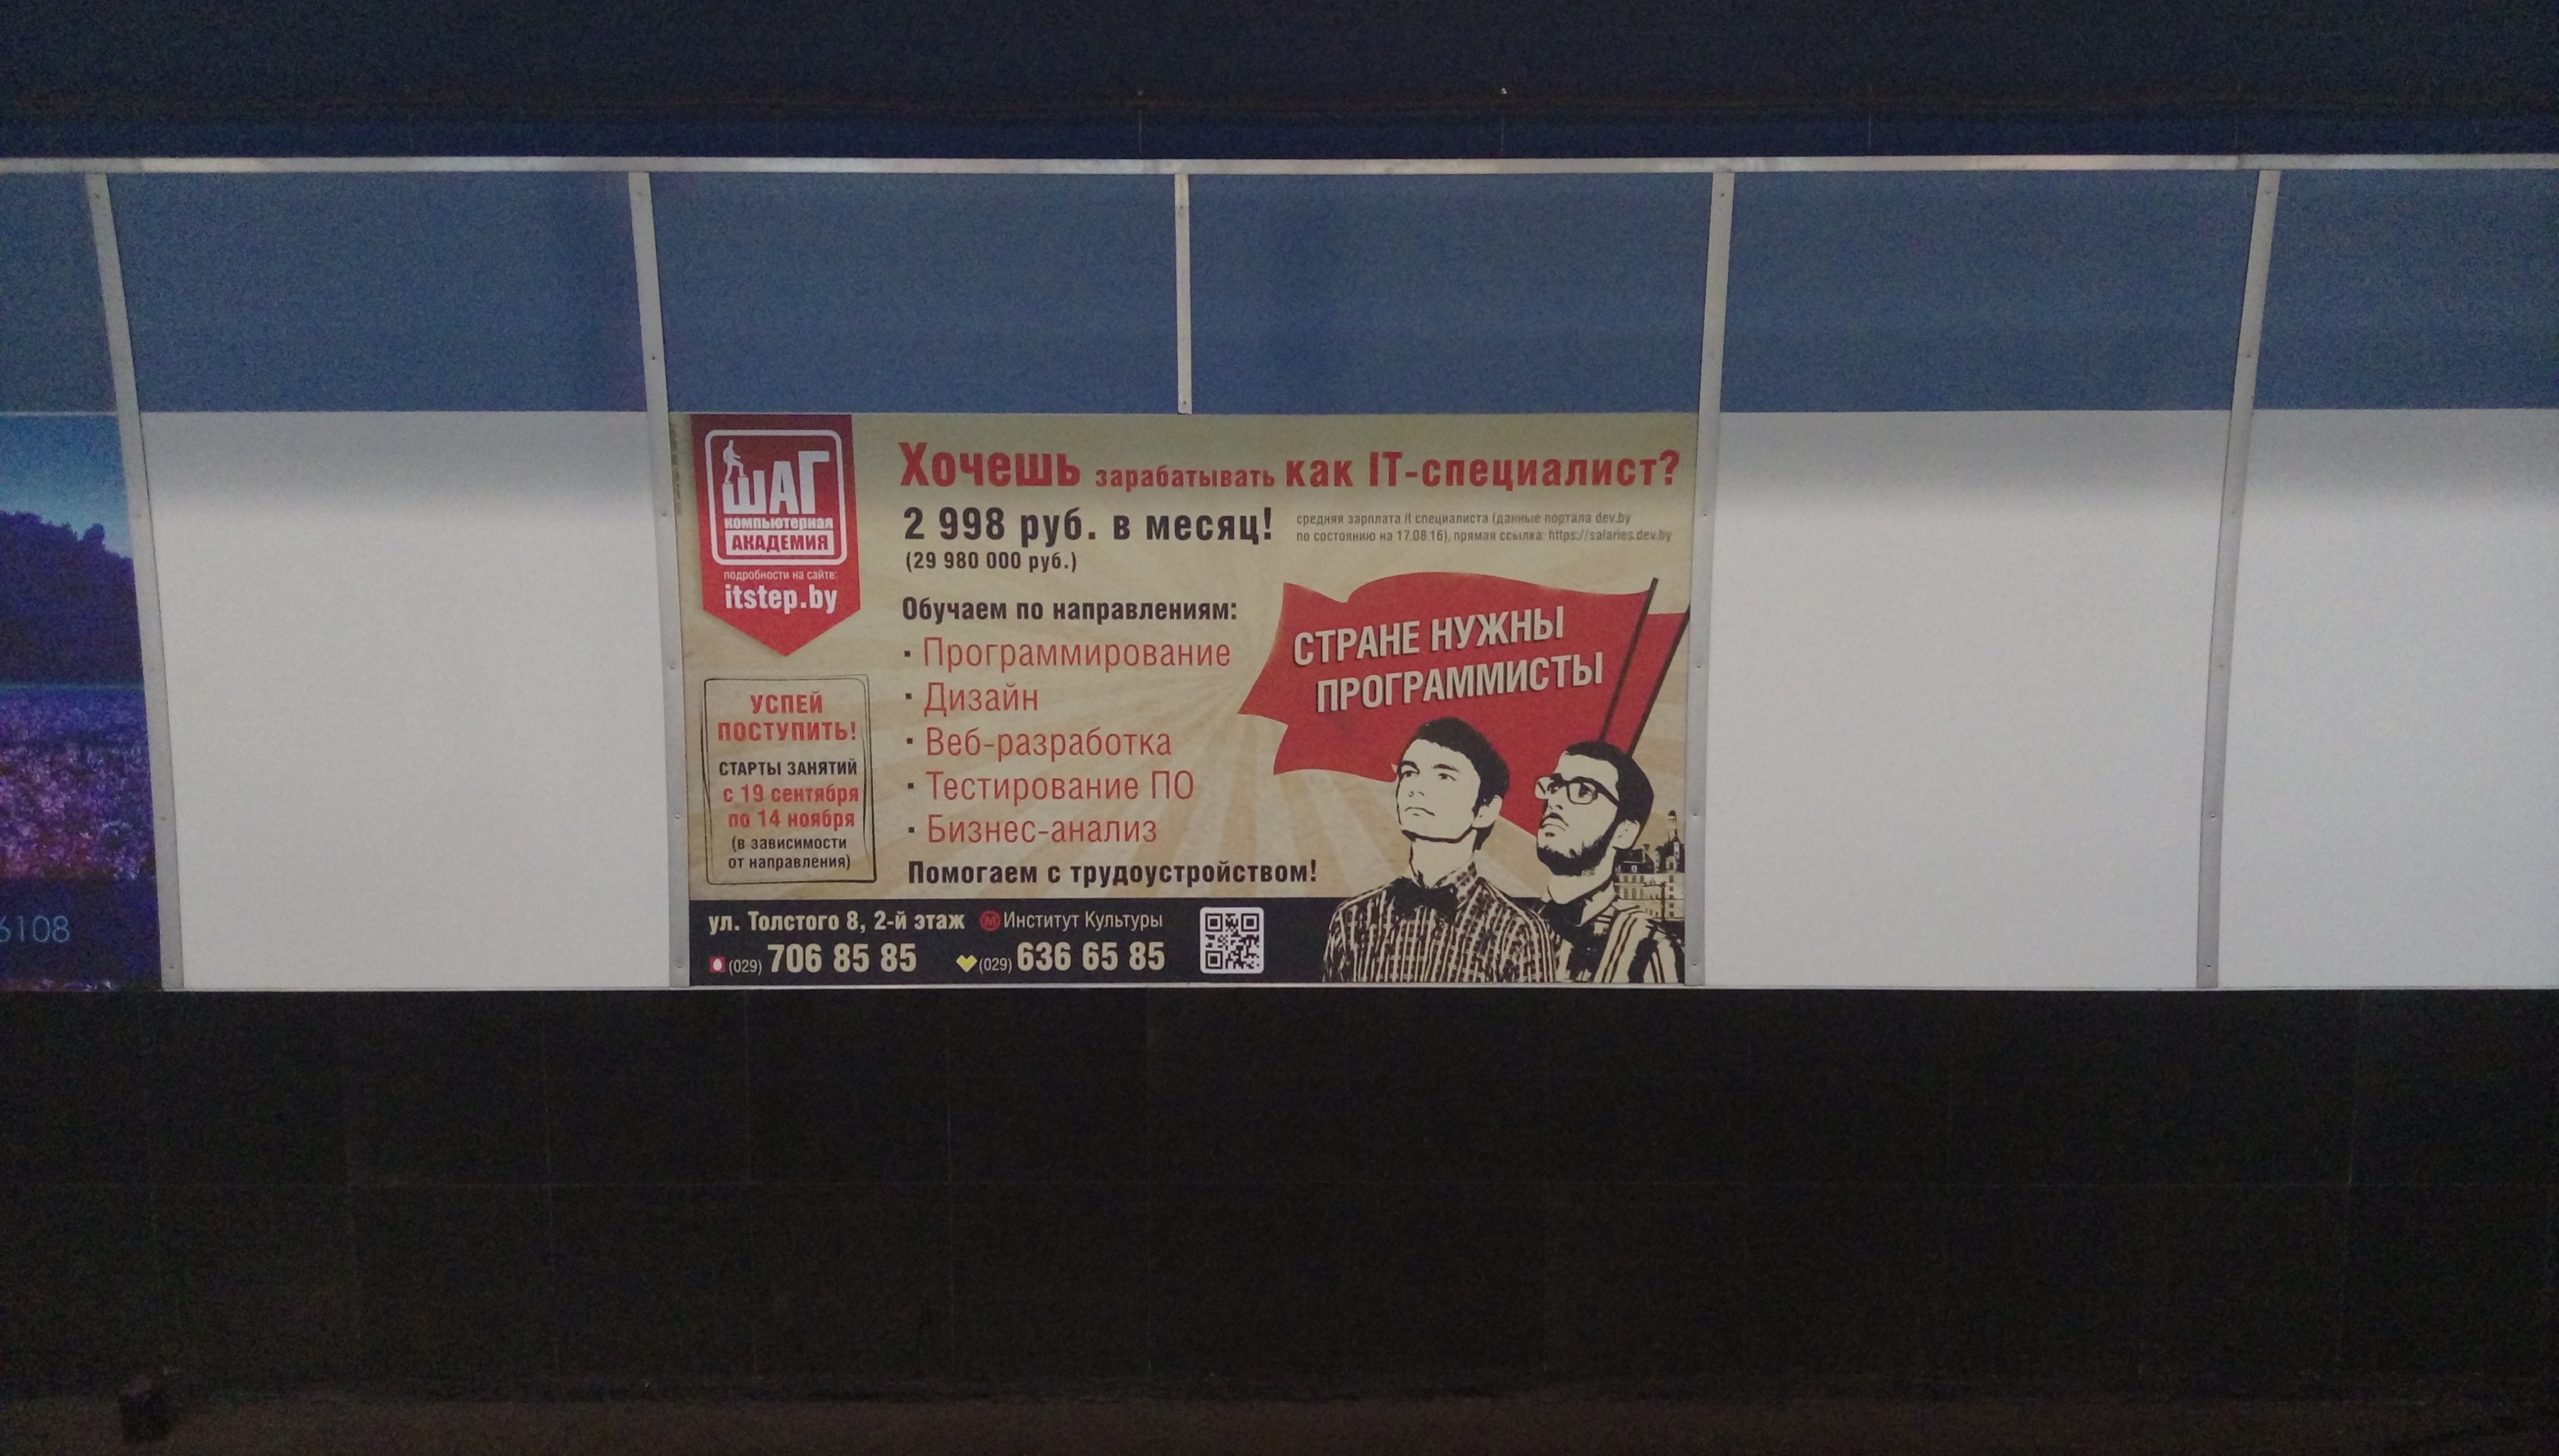 6108
ШАГ
компьютерная
АКАДЕМИЯ
подробности на сайте:
itstep.by
УСПЕЙ
ПОСТУПИТЬ!
СТАРТЫ ЗАНЯТИЙ
с 19 сентября
по 14 ноября
(в зависимости
от направления)
Хочешь зарабатывать как IT-специалист?
2 998 руб. в месяц!
(29 980 000 руб.)
средняя зарплата it специалиста (данные портала dev.by
по состоянию на 17.08.16), прямая ссылка: https://salaries.dev.by
Обучаем по направлениям:
· Программирование
· Дизайн
· Веб-разработка
· Тестирование ПО
· Бизнес-анализ
Помогаем с трудоустройством!
СТРАНЕ НУЖНЫ
ПРОГРАММИСТЫ
ул. Толстого 8, 2-й этаж М Институт Культуры
(029) 706 85 85 (029) 636 65 85